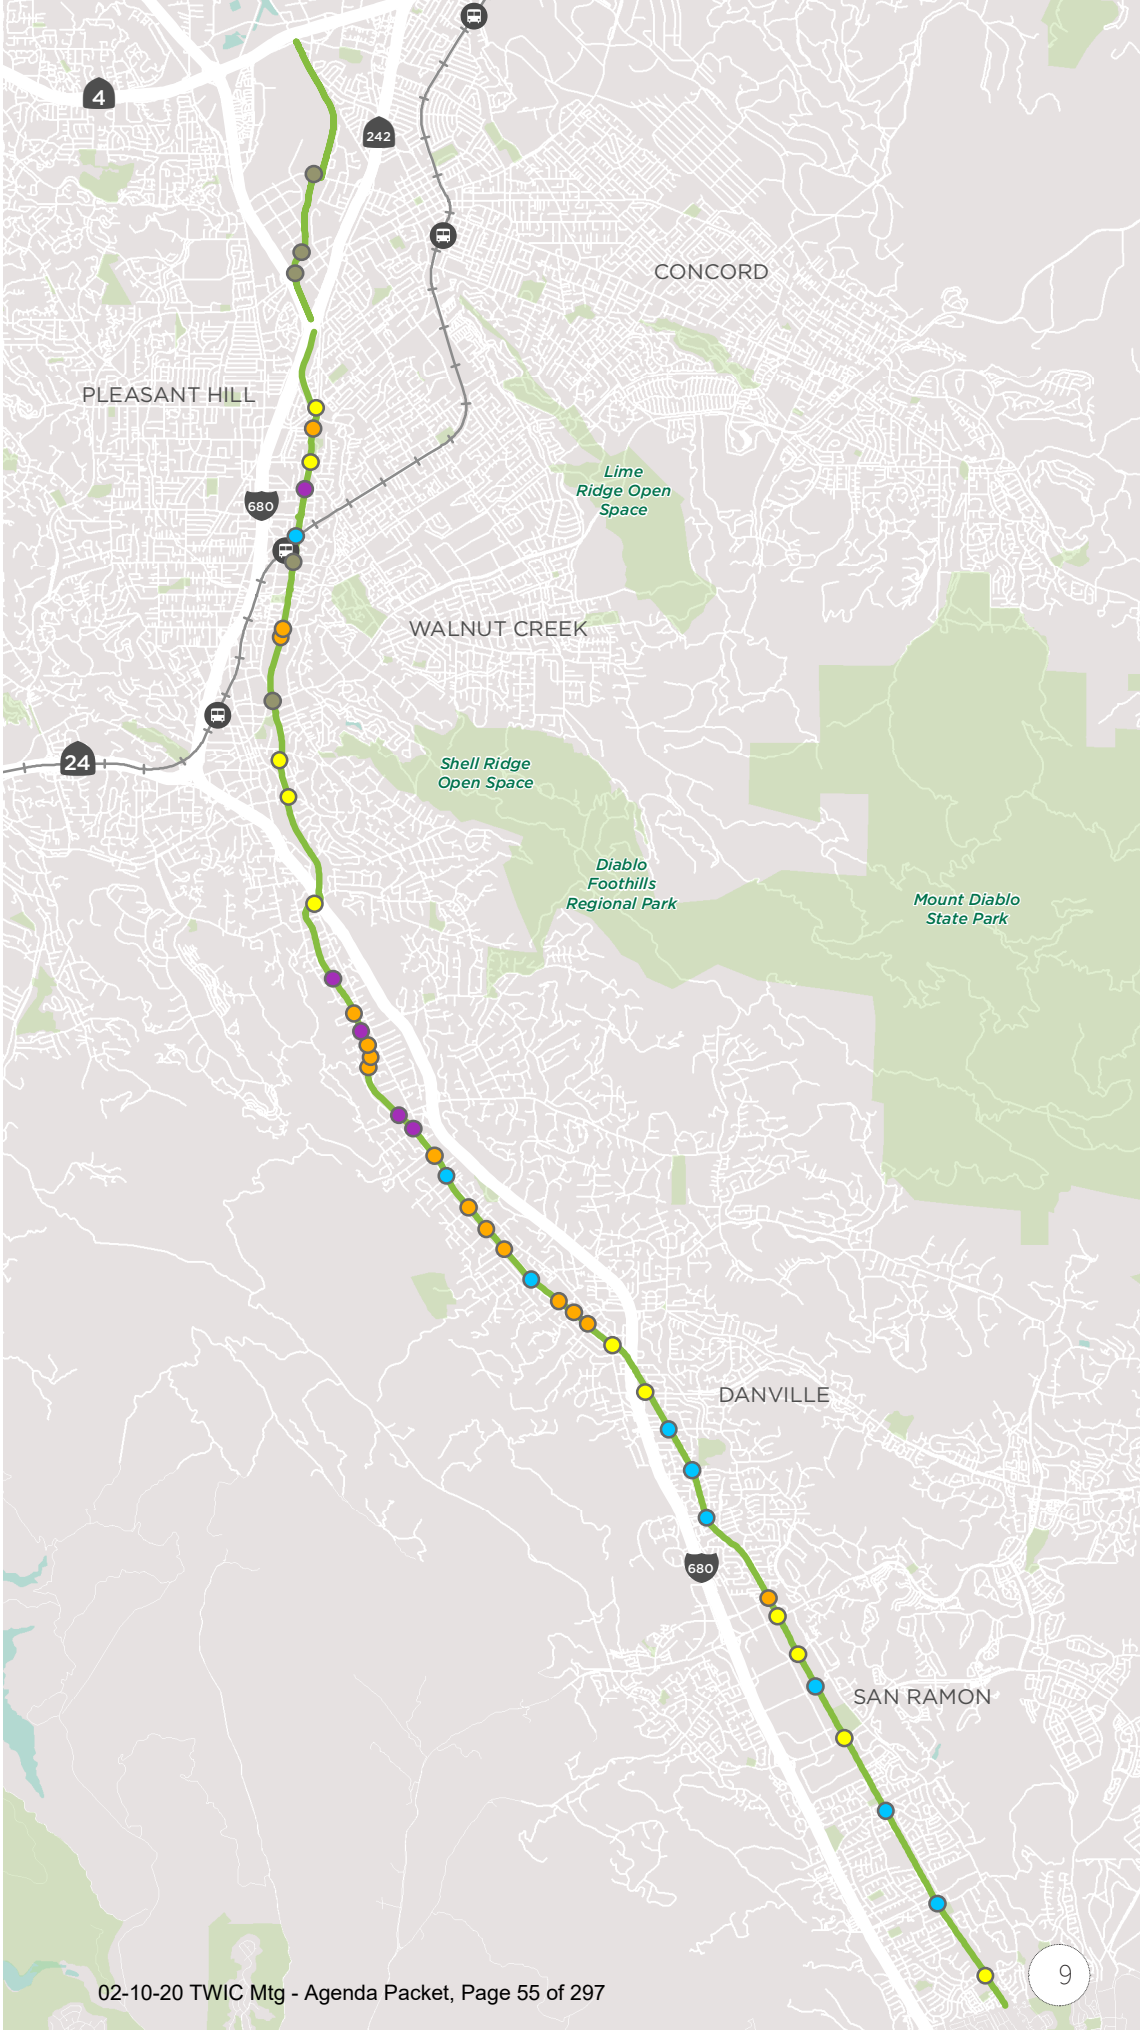 4
242
CONCORD
PLEASANT HILL
Lime
Ridge Open
Space
680
WALNUT CREEK
24
Shell Ridge
Open Space
Diablo
Foothills
Regional Park
Mount Diablo
State Park
DANVILLE
680
SAN RAMON
9
02-10-20 TWIC Mtg - Agenda Packet, Page 55 of 297